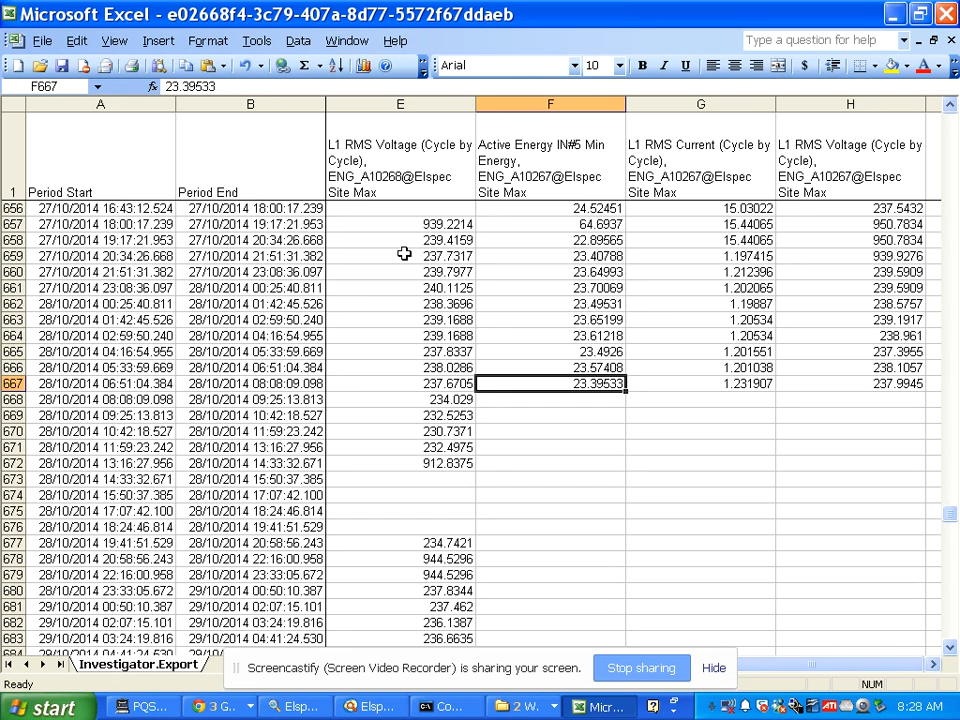 Microsoft Excel - e02668f4-3c79-407a-8d77-5572f67ddaeb
File Edit View Insert Format Tools Data Window Help Type a question for help
Arial 10 B I U $ A
F667 fx 23.39533
A B E F G H
1 Period Start Period End L1 RMS Voltage (Cycle by Cycle), ENG_A10268@Elspec Site Max Active Energy IN#5 Min Energy, ENG_A10267@Elspec Site Max L1 RMS Current (Cycle by Cycle), ENG_A10267@Elspec Site Max L1 RMS Voltage (Cycle by Cycle), ENG_A10267@Elspec Site Max
656 27/10/2014 16:43:12.524 27/10/2014 18:00:17.239 24.52451 15.03022 237.5432
657 27/10/2014 18:00:17.239 27/10/2014 19:17:21.953 939.2214 64.6937 15.44065 950.7834
658 27/10/2014 19:17:21.953 27/10/2014 20:34:26.668 239.4159 22.89565 15.44065 950.7834
659 27/10/2014 20:34:26.668 27/10/2014 21:51:31.382 237.7317 23.40788 1.197415 939.9276
660 27/10/2014 21:51:31.382 27/10/2014 23:08:36.097 239.7977 23.64993 1.212396 239.5909
661 27/10/2014 23:08:36.097 28/10/2014 00:25:40.811 240.1125 23.70069 1.202065 239.5909
662 28/10/2014 00:25:40.811 28/10/2014 01:42:45.526 238.3696 23.49531 1.19887 238.5757
663 28/10/2014 01:42:45.526 28/10/2014 02:59:50.240 239.1688 23.65199 1.20534 239.1917
664 28/10/2014 02:59:50.240 28/10/2014 04:16:54.955 239.1688 23.61218 1.20534 238.961
665 28/10/2014 04:16:54.955 28/10/2014 05:33:59.669 237.8337 23.4926 1.201551 237.3955
666 28/10/2014 05:33:59.669 28/10/2014 06:51:04.384 238.0286 23.57408 1.201038 238.1057
667 28/10/2014 06:51:04.384 28/10/2014 08:08:09.098 237.6705 23.39533 1.231907 237.9945
668 28/10/2014 08:08:09.098 28/10/2014 09:25:13.813 234.029
669 28/10/2014 09:25:13.813 28/10/2014 10:42:18.527 232.5253
670 28/10/2014 10:42:18.527 28/10/2014 11:59:23.242 230.7371
671 28/10/2014 11:59:23.242 28/10/2014 13:16:27.956 232.4975
672 28/10/2014 13:16:27.956 28/10/2014 14:33:32.671 912.8375
673 28/10/2014 14:33:32.671 28/10/2014 15:50:37.385
674 28/10/2014 15:50:37.385 28/10/2014 17:07:42.100
675 28/10/2014 17:07:42.100 28/10/2014 18:24:46.814
676 28/10/2014 18:24:46.814 28/10/2014 19:41:51.529
677 28/10/2014 19:41:51.529 28/10/2014 20:58:56.243 234.7421
678 28/10/2014 20:58:56.243 28/10/2014 22:16:00.958 944.5296
679 28/10/2014 22:16:00.958 28/10/2014 23:33:05.672 944.5296
680 28/10/2014 23:33:05.672 29/10/2014 00:50:10.387 237.8344
681 29/10/2014 00:50:10.387 29/10/2014 02:07:15.101 237.462
682 29/10/2014 02:07:15.101 29/10/2014 03:24:19.816 236.1387
683 29/10/2014 03:24:19.816 29/10/2014 04:41:24.530 236.6635
Investigator.Export
Screencastify (Screen Video Recorder) is sharing your screen. Stop sharing Hide
Ready NUM
start PQS... 3 G... Elsp... Elsp... Co... 2 W... Micr... 8:28 AM